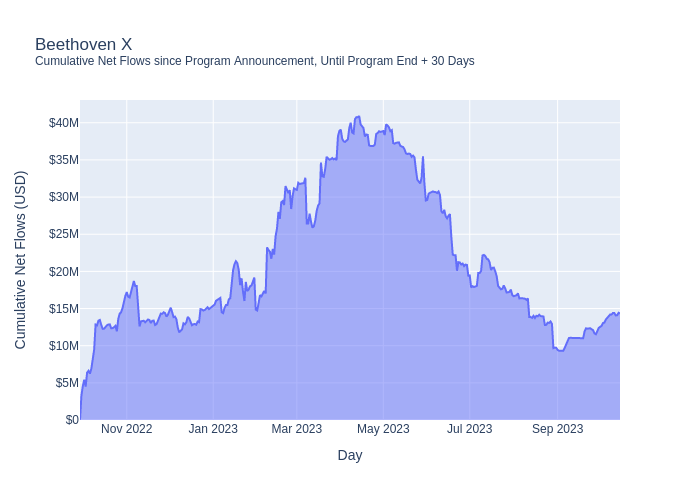 Beethoven X
Cumulative Net Flows since Program Announcement, Until Program End + 30 Days
Cumulative Net Flows (USD)
$40M
$35M
$30M
$25M
$20M
$15M
$10M
$5M
$0
Nov 2022
Jan 2023
Mar 2023
May 2023
Jul 2023
Sep 2023
Day